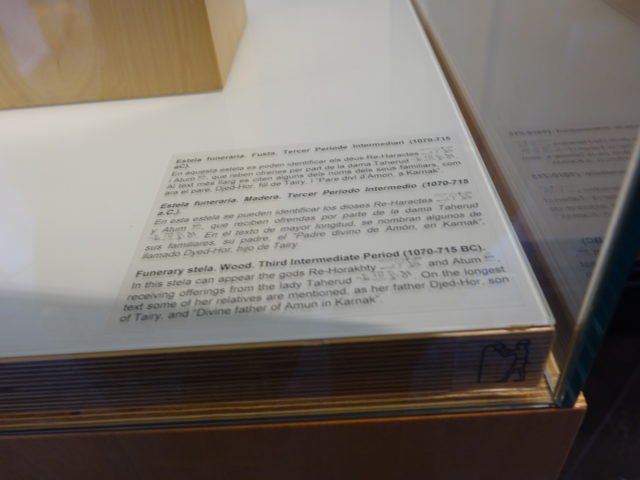 Estela funerària. Fusta. Tercer Període Intermediari (1070-715
aC).
En aquesta estela es poden identificar els déus Re-Haractes
i Atum que reben ofrenes per part de la dama Taherud
Al text més llarg es citen alguns dels noms dels seus familiars, com
ara el pare, Djed-Hor, fill de Tairy, i "Pare diví d'Amon, a Karnak".
Estela funeraria. Madera. Tercer Periodo Intermedio (1070-715
a.C.).
En esta estela se pueden identificar los dioses Re-Haractes
y Atum que reciben ofrendas por parte de la dama Taherud
En el texto de mayor longitud, se nombran algunos de
sus familiares, su padre, el "Padre divino de Amón, en Karnak",
llamado Dyed-Hor, hijo de Tairy.
Funerary stela. Wood. Third Intermediate Period (1070-715 BC).
In this stela can appear the gods Re-Horakhty and Atum
receiving offerings from the lady Taherud . On the longest
text some of her relatives are mentioned, as her father Djed-Hor, son
of Tairy, and "Divine father of Amun in Karnak"